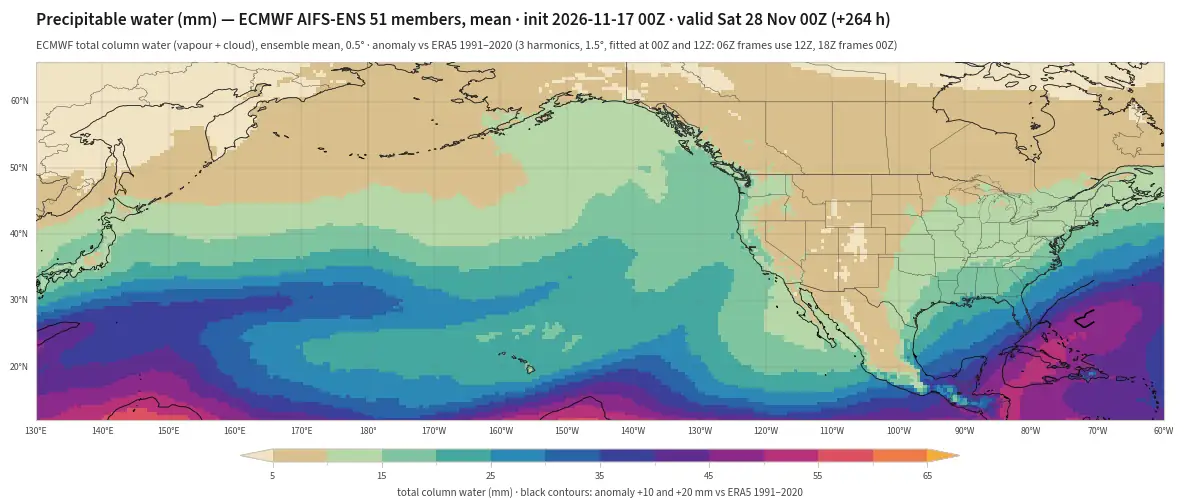 Precipitable water (mm) — ECMWF AIFS-ENS 51 members, mean · init 2026-11-17 00Z · valid Sat 28 Nov 00Z (+264 h)
ECMWF total column water (vapour + cloud), ensemble mean, 0.5° · anomaly vs ERA5 1991–2020 (3 harmonics, 1.5°, fitted at 00Z and 12Z: 06Z frames use 12Z, 18Z frames 00Z)
60°N
50°N
40°N
30°N
20°N
130°E 140°E 150°E 160°E 170°E 180° 170°W 160°W 150°W 140°W 130°W 120°W 110°W 100°W 90°W 80°W 70°W 60°W
5 15 25 35 45 55 65
total column water (mm) · black contours: anomaly +10 and +20 mm vs ERA5 1991–2020